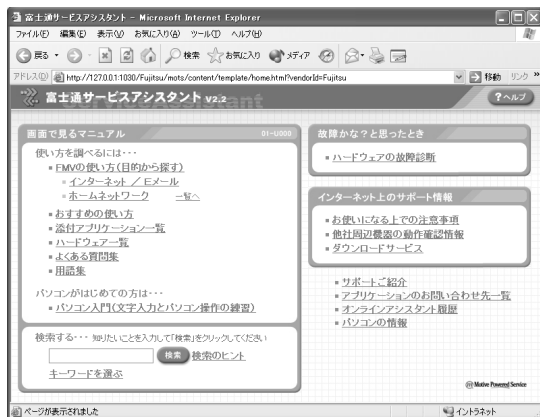 富士通サービスアシスタント - Microsoft Internet Explorer
ファイル(F) 編集(E) 表示(V) お気に入り(A) ツール(T) ヘルプ(H)
戻る 検索 お気に入り メディア
アドレス(D) http://127.0.0.1:1030/Fujitsu/mots/content/template/home.html?vendorId=Fujitsu 移動 リンク »
富士通サービスアシスタント V2.2 ?ヘルプ
画面で見るマニュアル 01-U000
使い方を調べるには・・・
FMVの使い方(目的から探す)
インターネット / Eメール
ホームネットワーク 一覧へ
おすすめの使い方
添付アプリケーション一覧
ハードウェア一覧
よくある質問集
用語集
パソコンがはじめての方は・・・
パソコン入門(文字入力とパソコン操作の練習)
検索する・・・ 知りたいことを入力して「検索」をクリックしてください
検索 検索のヒント
キーワードを選ぶ
故障かな?と思ったとき
ハードウェアの故障診断
インターネット上のサポート情報
お使いになる上での注意事項
他社周辺機器の動作確認情報
ダウンロードサービス
サポートご紹介
アプリケーションのお問い合わせ先一覧
オンラインアシスタント履歴
パソコンの情報
Motive Powered Service
ページが表示されました イントラネット